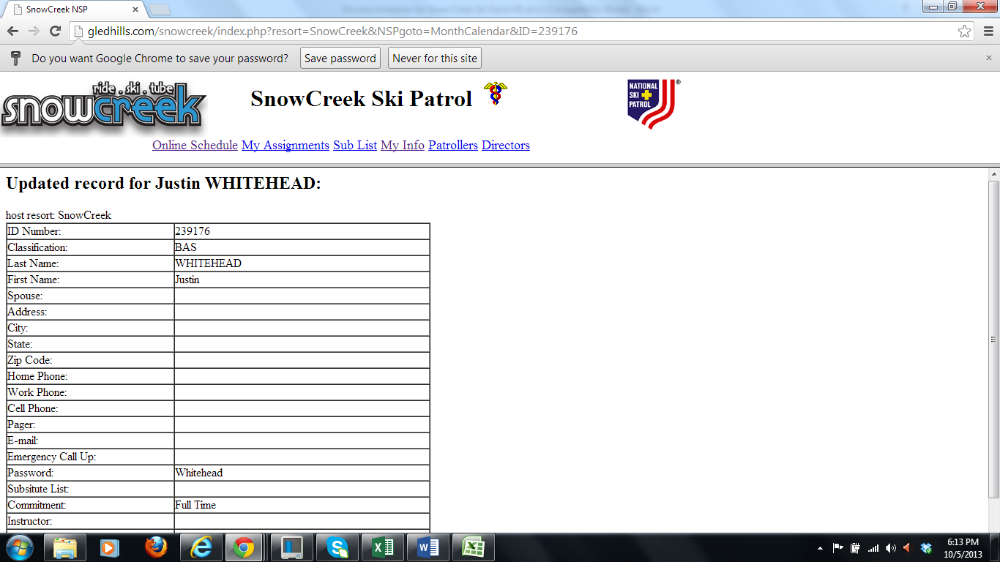 SnowCreek NSP
gledhills.com/snowcreek/index.php?resort=SnowCreek&NSPgoto=MonthCalendar&ID=239176
Do you want Google Chrome to save your password? Save password Never for this site
ride.ski.tube
snowcreek
SnowCreek Ski Patrol
NATIONAL
SKI
PATROL
®
Online Schedule My Assignments Sub List My Info Patrollers Directors
Updated record for Justin WHITEHEAD:
host resort: SnowCreek
ID Number: 239176
Classification: BAS
Last Name: WHITEHEAD
First Name: Justin
Spouse:
Address:
City:
State:
Zip Code:
Home Phone:
Work Phone:
Cell Phone:
Pager:
E-mail:
Emergency Call Up:
Password: Whitehead
Subsitute List:
Commitment: Full Time
Instructor:
6:13 PM
10/5/2013